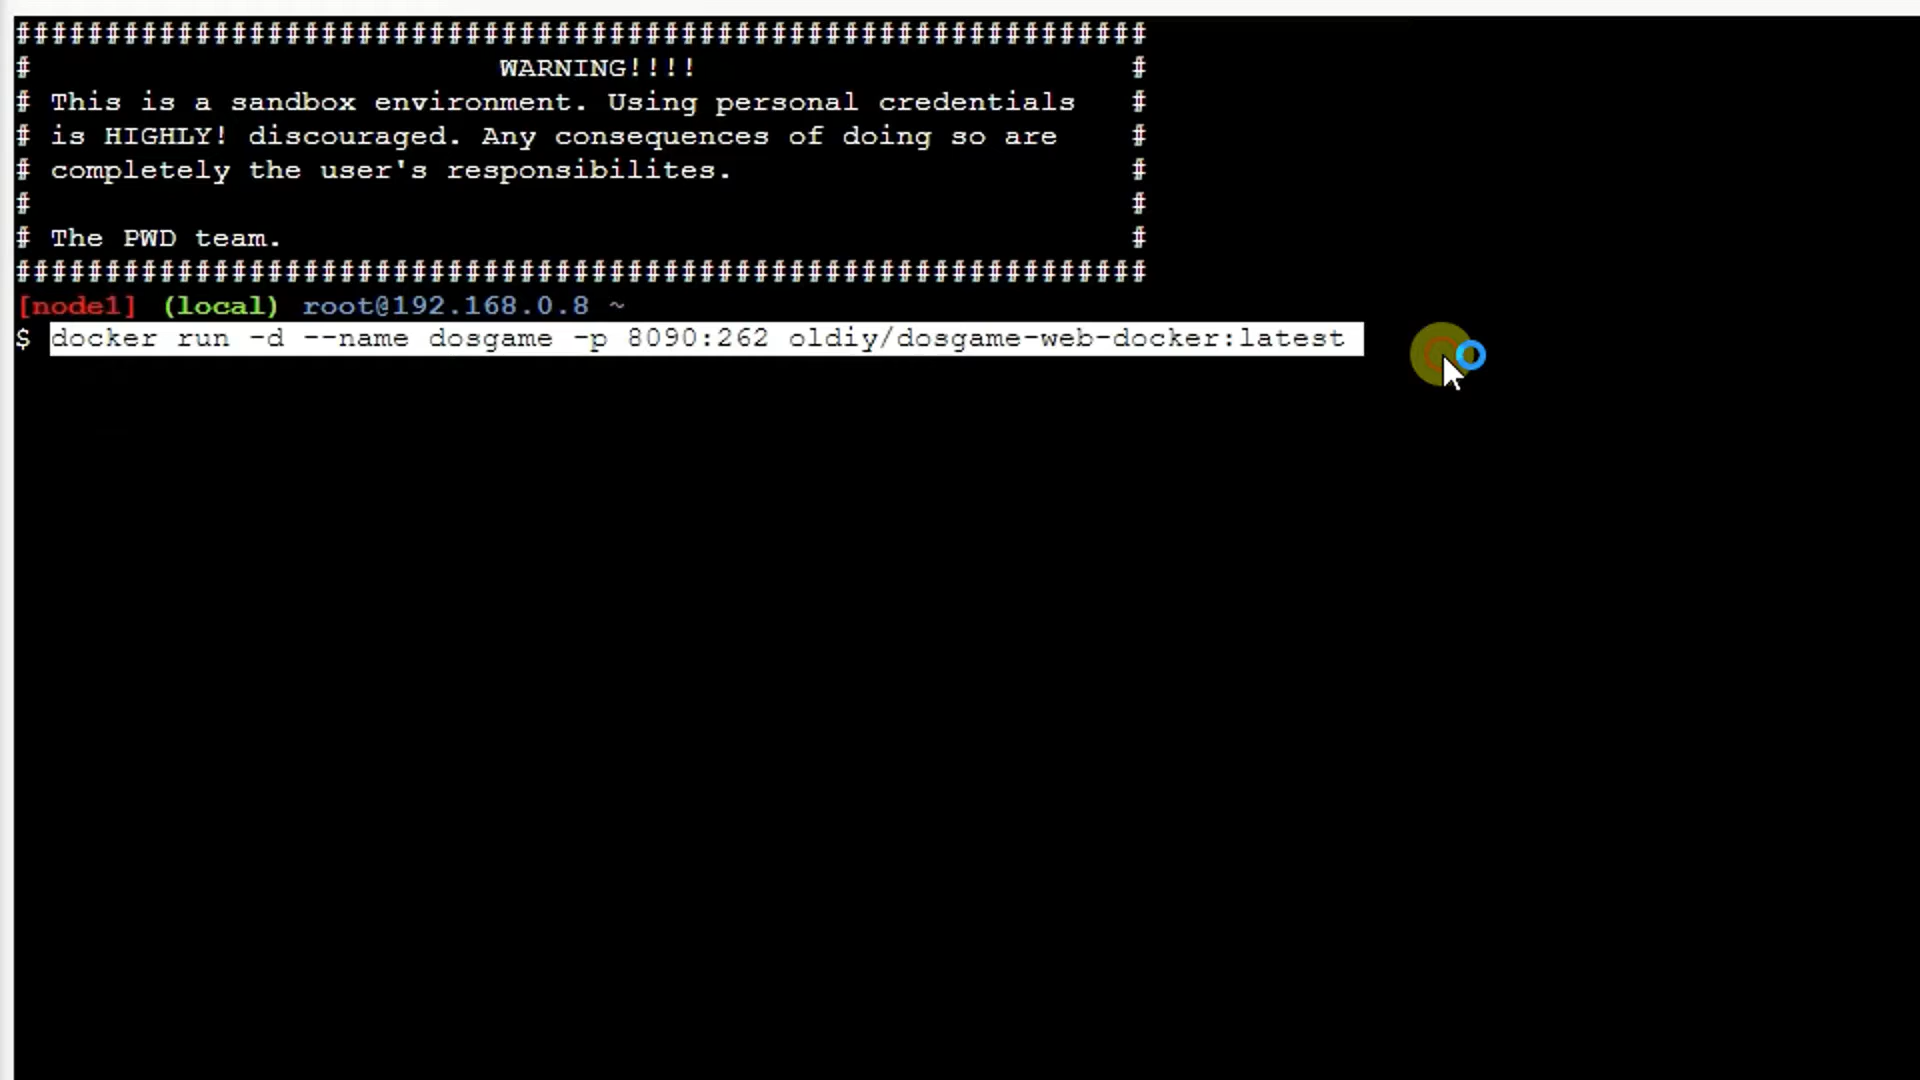 ###############################################################
# WARNING!!!! #
# This is a sandbox environment. Using personal credentials #
# is HIGHLY! discouraged. Any consequences of doing so are #
# completely the user's responsibilites. #
# #
# The PWD team. #
###############################################################
[node1] (local) root@192.168.0.8 ~
$ docker run -d --name dosgame -p 8090:262 oldiy/dosgame-web-docker:latest